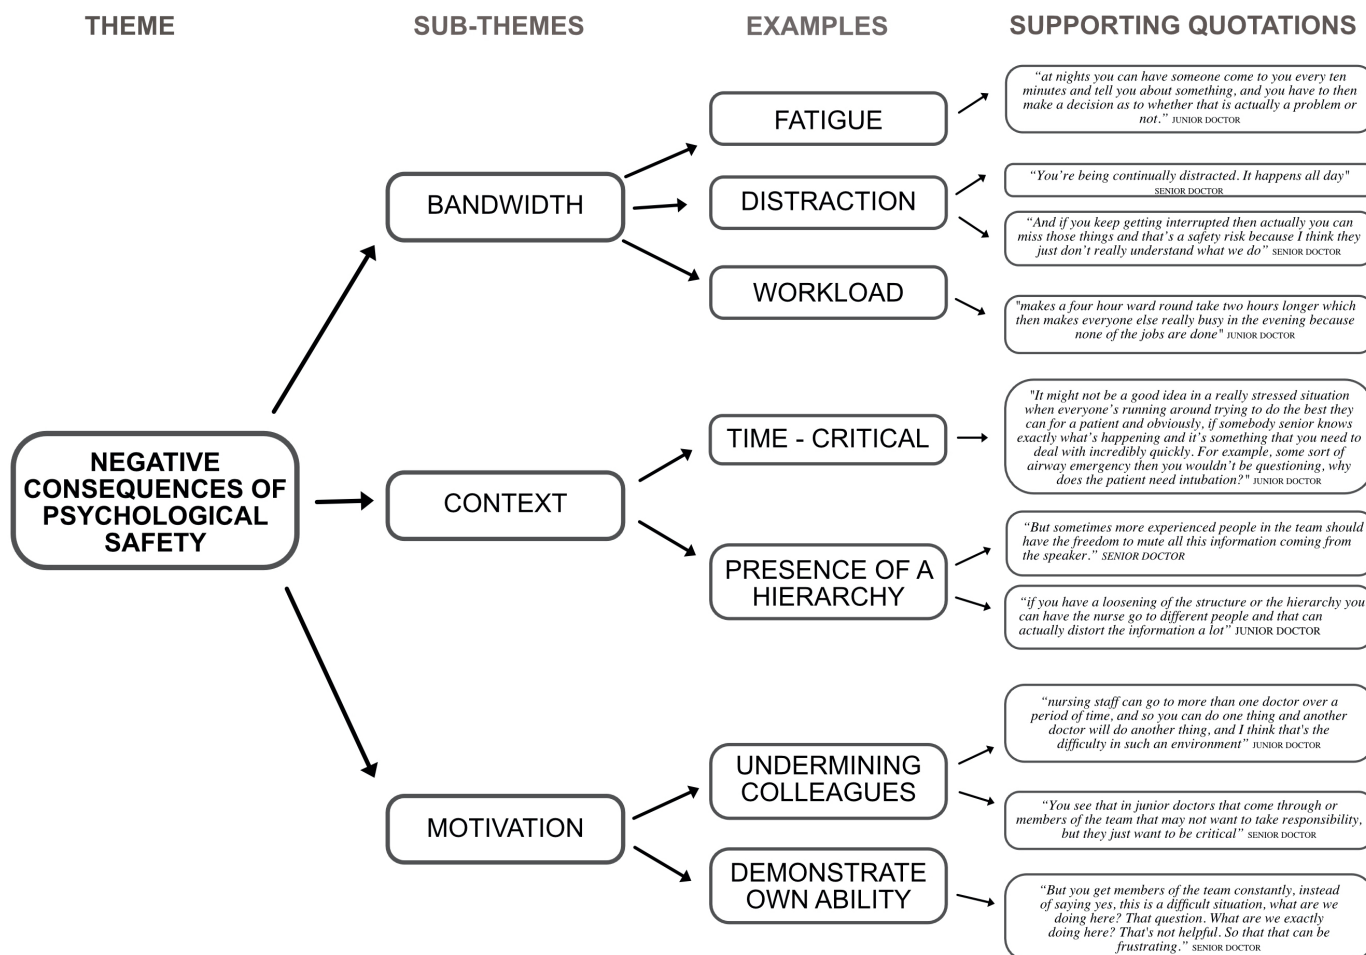 THEME
SUB-THEMES
EXAMPLES
SUPPORTING QUOTATIONS
NEGATIVE
CONSEQUENCES OF
PSYCHOLOGICAL
SAFETY
BANDWIDTH
FATIGUE
“at nights you can have someone come to you every ten
minutes and tell you about something, and you have to then
make a decision as to whether that is actually a problem or
not.” JUNIOR DOCTOR
DISTRACTION
“You’re being continually distracted. It happens all day"
SENIOR DOCTOR
“And if you keep getting interrupted then actually you can
miss those things and that’s a safety risk because I think they
just don’t really understand what we do” SENIOR DOCTOR
WORKLOAD
"makes a four hour ward round take two hours longer which
then makes everyone else really busy in the evening because
none of the jobs are done" JUNIOR DOCTOR
CONTEXT
TIME - CRITICAL
"It might not be a good idea in a really stressed situation
when everyone’s running around trying to do the best they
can for a patient and obviously, if somebody senior knows
exactly what’s happening and it’s something that you need to
deal with incredibly quickly. For example, some sort of
airway emergency then you wouldn’t be questioning, why
does the patient need intubation?" JUNIOR DOCTOR
PRESENCE OF A
HIERARCHY
“But sometimes more experienced people in the team should
have the freedom to mute all this information coming from
the speaker.” SENIOR DOCTOR
“if you have a loosening of the structure or the hierarchy you
can have the nurse go to different people and that can
actually distort the information a lot” JUNIOR DOCTOR
MOTIVATION
UNDERMINING
COLLEAGUES
“nursing staff can go to more than one doctor over a
period of time, and so you can do one thing and another
doctor will do another thing, and I think that's the
difficulty in such an environment” JUNIOR DOCTOR
“You see that in junior doctors that come through or
members of the team that may not want to take responsibility,
but they just want to be critical” SENIOR DOCTOR
DEMONSTRATE
OWN ABILITY
“But you get members of the team constantly, instead
of saying yes, this is a difficult situation, what are we
doing here? That question. What are we exactly
doing here? That's not helpful. So that that can be
frustrating.” SENIOR DOCTOR